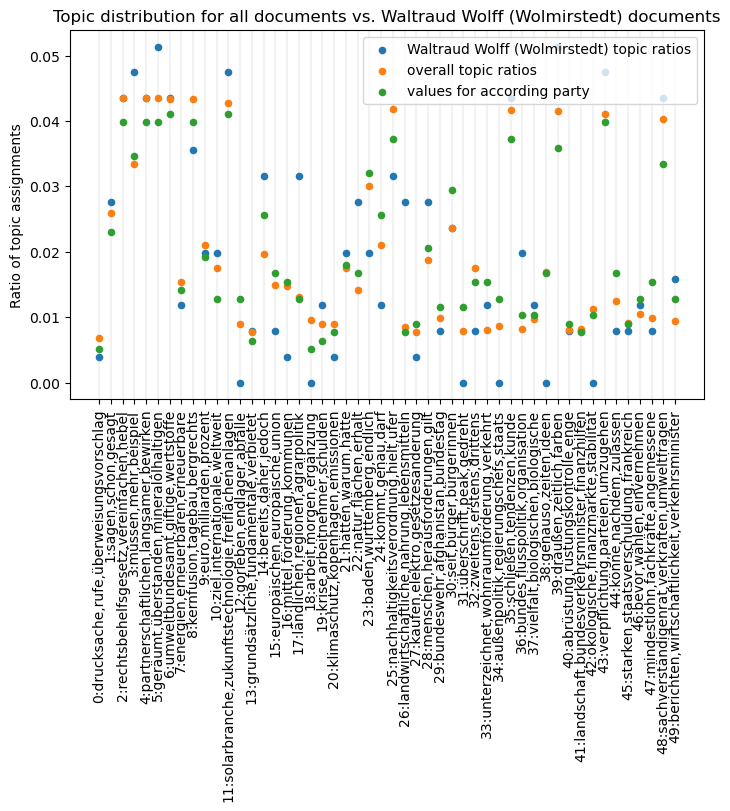 Topic distribution for all documents vs. Waltraud Wolff (Wolmirstedt) documents
Waltraud Wolff (Wolmirstedt) topic ratios
overall topic ratios
values for according party
Ratio of topic assignments
0.05
0.04
0.03
0.02
0.01
0.00
0:drucksache,rufe,überweisungsvorschlag
1:sagen,schon,gesagt
2:rechtsbehelfsgesetz,vereinfachen,hebel
3:müssen,mehr,beispiel
4:partnerschaftlichen,langsamer,bewirken
5:geräumt,überstanden,mineralölhaltigen
6:umweltbundesamt,giftige,wertstoffe
7:energien,erneuerbaren,erneuerbare
8:kernfusion,tagebau,bergrechts
9:euro,milliarden,prozent
10:ziel,internationale,weltweit
11:solarbranche,zukunftstechnologie,freiflächenanlagen
12:gorleben,endlager,abfälle
13:grundsätzliche,fundamentale,verbietet
14:bereits,daher,jedoch
15:europäischen,europäische,union
16:mittel,förderung,kommunen
17:ländlichen,regionen,agrarpolitik
18:arbeit,morgen,ergänzung
19:krise,arbeitnehmer,schulden
20:klimaschutz,kopenhagen,emissionen
21:hätten,warum,hätte
22:natur,flächen,erhalt
23:baden,württemberg,endlich
24:kommt,genau,darf
25:nachhaltigkeitsverordnung,hielt,ufer
26:landwirtschaftliche,nahrung,lebensmitteln
27:kaufen,elektro,gesetzesänderung
28:menschen,herausforderungen,gilt
29:bundeswehr,afghanistan,bundestag
30:seit,bürger,bürgerinnen
31:überschrift,peak,gedreht
32:zweitens,erstens,drittens
33:unterzeichnet,wohnraumförderung,verkehrt
34:außenpolitik,regierungschefs,staats
35:schließen,tendenzen,kunde
36:bundes,flusspolitik,organisation
37:vielfalt,biologischen,biologische
38:genauso,zeiten,ideen
39:draußen,zeitlich,farben
40:abrüstung,rüstungskontrolle,enge
41:landschaft,bundesverkehrsminister,finanzhilfen
42:ökologische,finanzmärkte,stabilität
43:verpflichtung,parteien,umzugehen
44:könne,nachdem,zulassen
45:starken,staatsverschuldung,frankreich
46:bevor,wahlen,einvernehmen
47:mindestlohn,fachkräfte,angemessene
48:sachverständigenrat,verkraften,umweltfragen
49:berichten,wirtschaftlichkeit,verkehrsminister